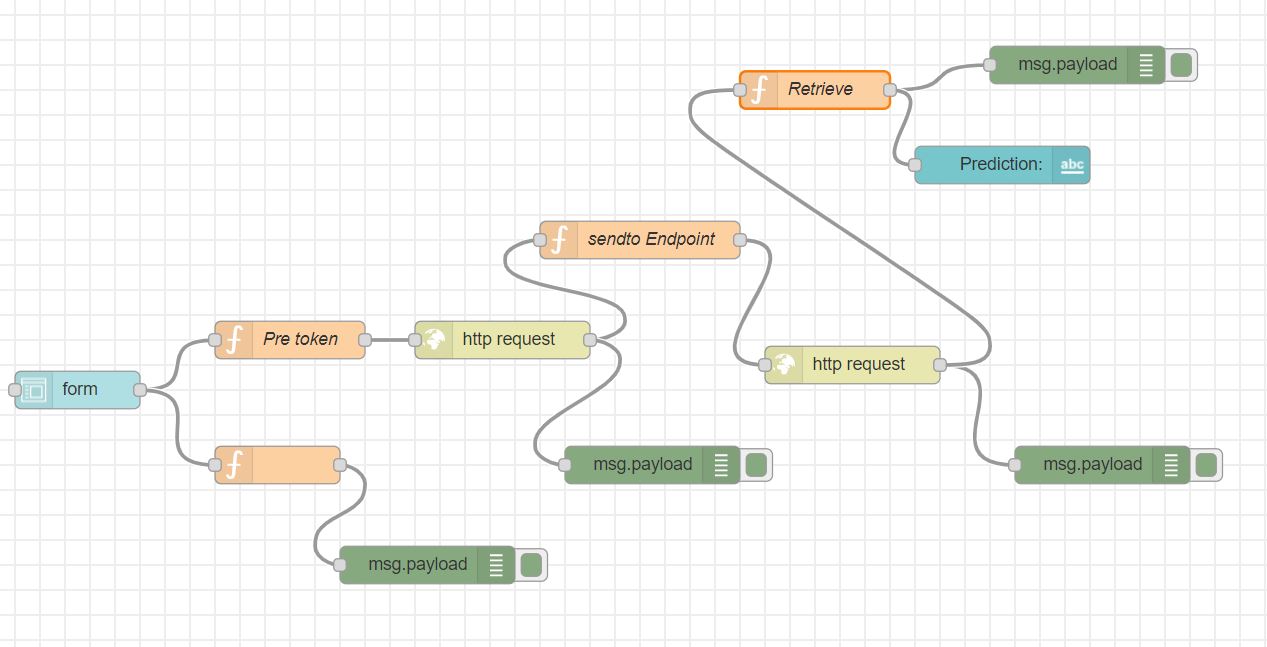 msg.payload
Retrieve
Prediction:
abc
sendto Endpoint
Pre token
http request
http request
form
msg.payload
msg.payload
msg.payload